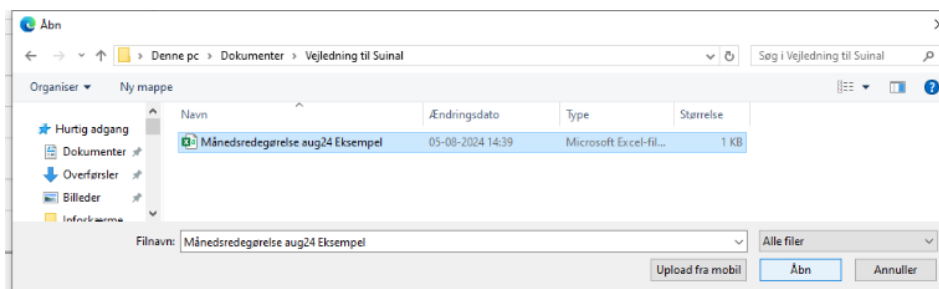 Åbn
Denne pc > Dokumenter > Vejledning til Suinal
Søg i Vejledning til Suinal
Organiser
Ny mappe
Navn
Ændringsdato
Type
Størrelse
Hurtig adgang
Dokumenter
Overførsler
Billeder
Infoskærme
Månedsredegørelse aug24 Eksempel
05-08-2024 14:39
Microsoft Excel-fil...
1 KB
Filnavn:
Månedsredegørelse aug24 Eksempel
Alle filer
Upload fra mobil
Åbn
Annuller